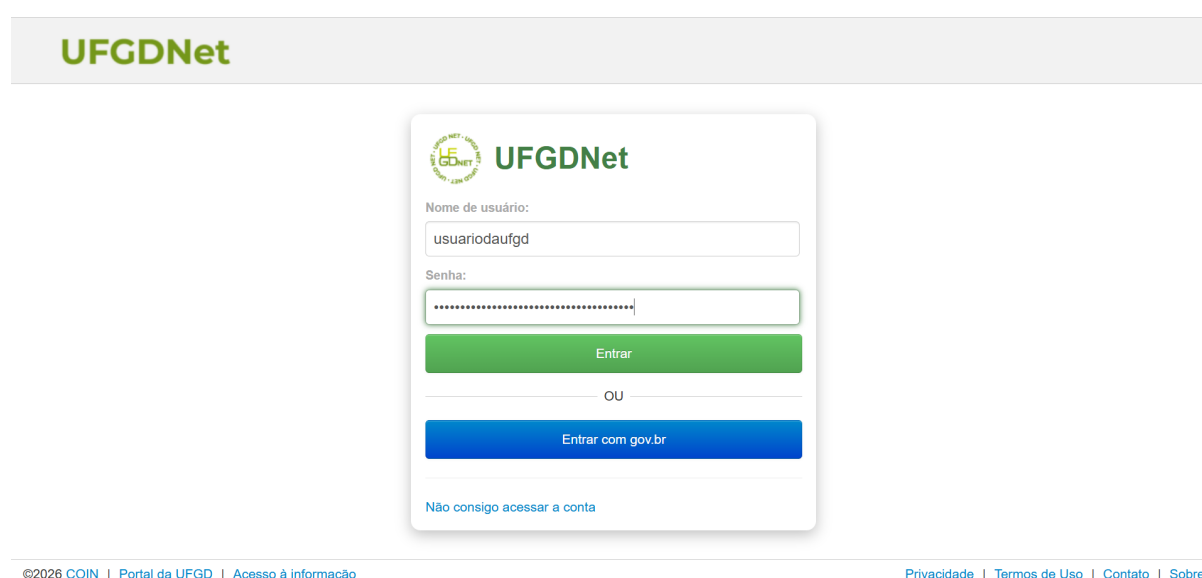 UFGDNet
UFGDNet
Nome de usuário:
usuariodaufgd
Senha:
••••••••••••••••••••••••••••••••••••••
Entrar
OU
Entrar com gov.br
Não consigo acessar a conta
©2026 COIN | Portal da UFGD | Acesso à informação
Privacidade | Termos de Uso | Contato | Sobre